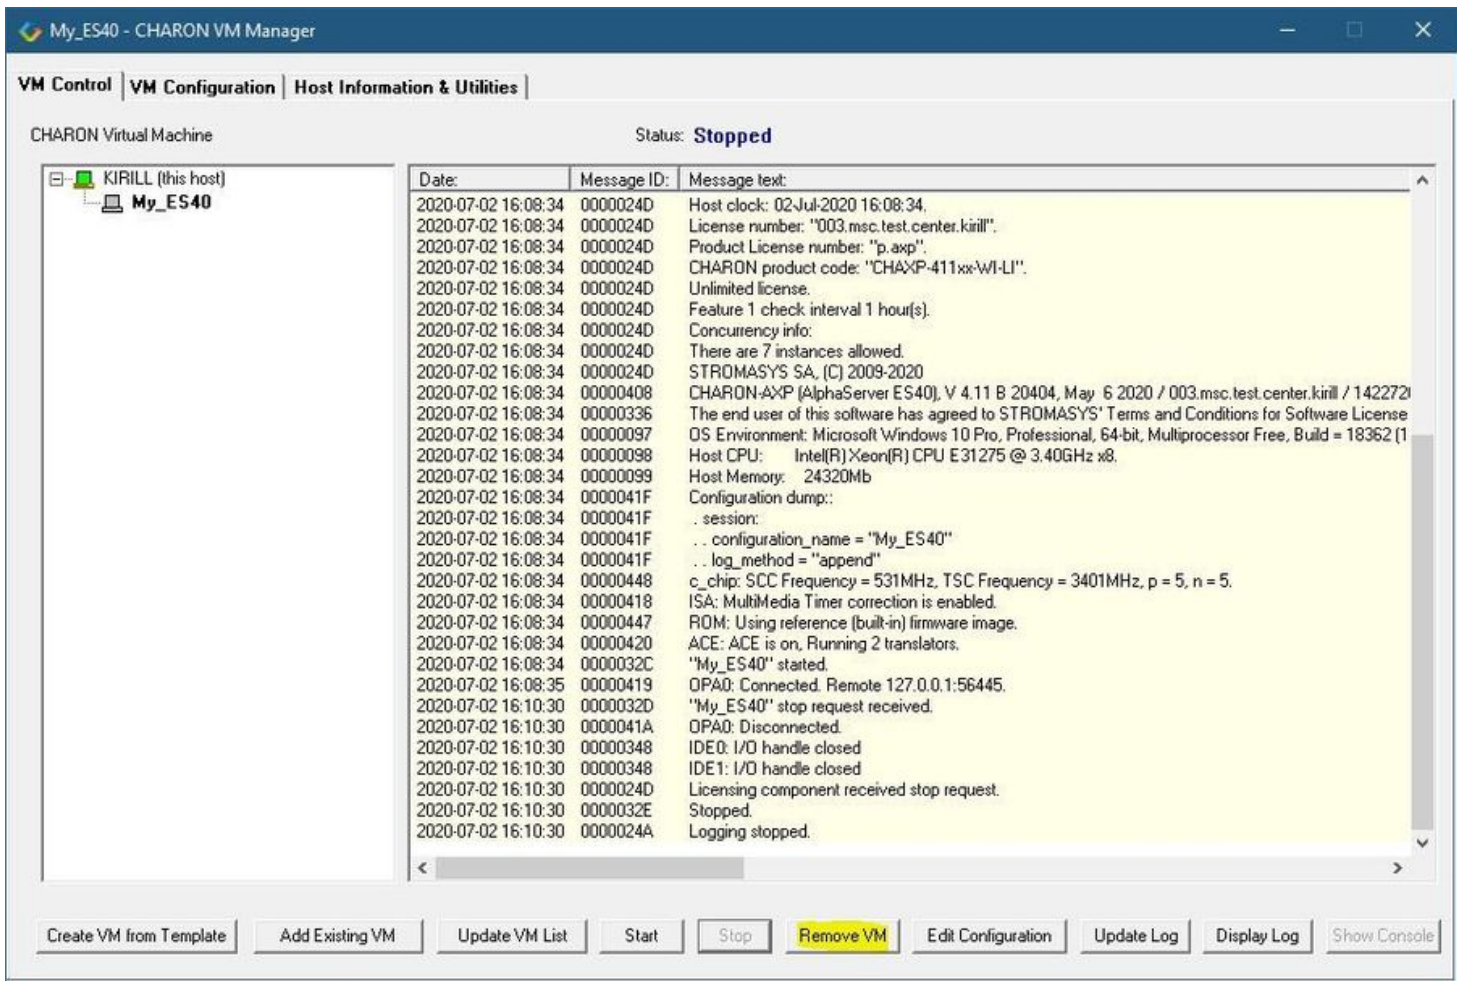 My_ES40 - CHARON VM Manager
VM Control VM Configuration Host Information & Utilities
CHARON Virtual Machine Status: Stopped
KIRILL (this host)
My_ES40
Date: Message ID: Message text:
2020-07-02 16:08:34 0000024D Host clock: 02-Jul-2020 16:08:34.
2020-07-02 16:08:34 0000024D License number: "003.msc.test.center.kirill".
2020-07-02 16:08:34 0000024D Product License number: "p.axp".
2020-07-02 16:08:34 0000024D CHARON product code: "CHAXP-411xx-WI-LI".
2020-07-02 16:08:34 0000024D Unlimited license.
2020-07-02 16:08:34 0000024D Feature 1 check interval 1 hour(s).
2020-07-02 16:08:34 0000024D Concurrency info:
2020-07-02 16:08:34 0000024D There are 7 instances allowed.
2020-07-02 16:08:34 0000024D STROMASYS SA, (C) 2009-2020
2020-07-02 16:08:34 00000408 CHARON-AXP (AlphaServer ES40), V 4.11 B 20404, May 6 2020 / 003.msc.test.center.kirill / 142272
2020-07-02 16:08:34 00000336 The end user of this software has agreed to STROMASYS' Terms and Conditions for Software License
2020-07-02 16:08:34 00000097 OS Environment: Microsoft Windows 10 Pro, Professional, 64-bit, Multiprocessor Free, Build = 18362 (1
2020-07-02 16:08:34 00000098 Host CPU: Intel(R) Xeon(R) CPU E31275 @ 3.40GHz x8.
2020-07-02 16:08:34 00000099 Host Memory: 24320Mb
2020-07-02 16:08:34 0000041F Configuration dump::
2020-07-02 16:08:34 0000041F . session:
2020-07-02 16:08:34 0000041F . . configuration_name = "My_ES40"
2020-07-02 16:08:34 0000041F . . log_method = "append"
2020-07-02 16:08:34 00000448 c_chip: SCC Frequency = 531MHz, TSC Frequency = 3401MHz, p = 5, n = 5.
2020-07-02 16:08:34 00000418 ISA: MultiMedia Timer correction is enabled.
2020-07-02 16:08:34 00000447 ROM: Using reference (built-in) firmware image.
2020-07-02 16:08:34 00000420 ACE: ACE is on, Running 2 translators.
2020-07-02 16:08:34 0000032C "My_ES40" started.
2020-07-02 16:08:35 00000419 OPA0: Connected. Remote 127.0.0.1:56445.
2020-07-02 16:10:30 0000032D "My_ES40" stop request received.
2020-07-02 16:10:30 0000041A OPA0: Disconnected.
2020-07-02 16:10:30 00000348 IDE0: I/O handle closed
2020-07-02 16:10:30 00000348 IDE1: I/O handle closed
2020-07-02 16:10:30 0000024D Licensing component received stop request.
2020-07-02 16:10:30 0000032E Stopped.
2020-07-02 16:10:30 0000024A Logging stopped.
Create VM from Template Add Existing VM Update VM List Start Stop Remove VM Edit Configuration Update Log Display Log Show Console